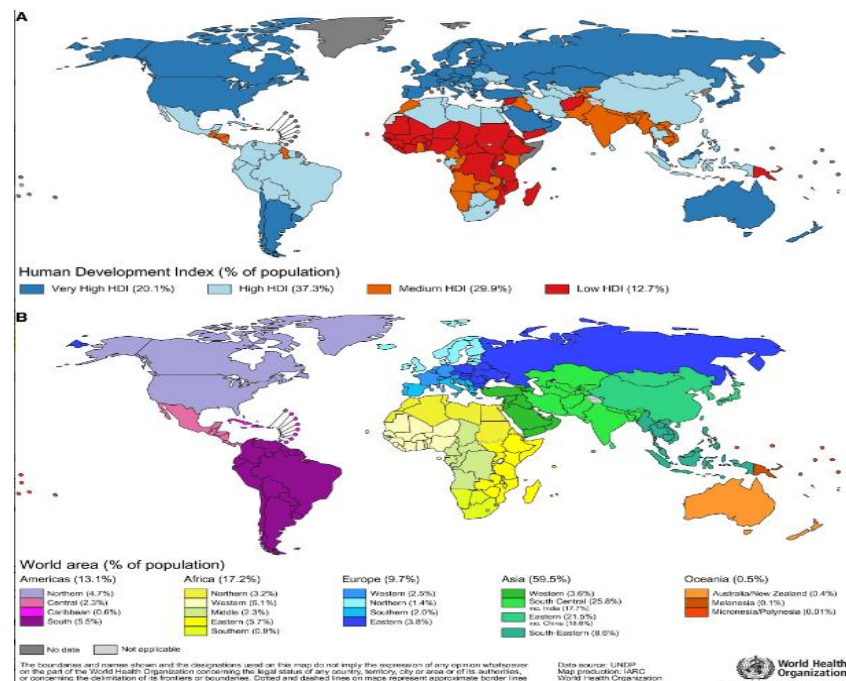 A
Human Development Index (% of population)
Very High HDI (20.1%) High HDI (37.3%) Medium HDI (29.9%) Low HDI (12.7%)
B
World area (% of population)
Americas (13.1%) Africa (17.2%) Europe (9.7%) Asia (59.5%) Oceania (0.5%)
Northern (4.7%) Northern (3.2%) Western (2.5%) Western (3.6%) Australia/New Zealand (0.4%)
Central (2.3%) Western (5.1%) Northern (1.4%) South Central (25.8%) Melanesia (0.1%)
Caribbean (0.6%) Middle (2.3%) Southern (2.0%) inc. India (17.7%) Micronesia/Polynesia (0.01%)
South (5.5%) Eastern (5.7%) Eastern (3.8%) Eastern (21.5%)
Southern (0.9%) inc. China (18.6%)
South-Eastern (8.6%)
No data Not applicable
The boundaries and names shown and the designations used on this map do not imply the expression of any opinion whatsoever
on the part of the World Health Organization concerning the legal status of any country, territory, city or area or of its authorities,
or concerning the delimitation of its frontiers or boundaries. Dotted and dashed lines on maps represent approximate border lines
Data source: UNDP
Map production: IARC
World Health Organization
World Health
Organization